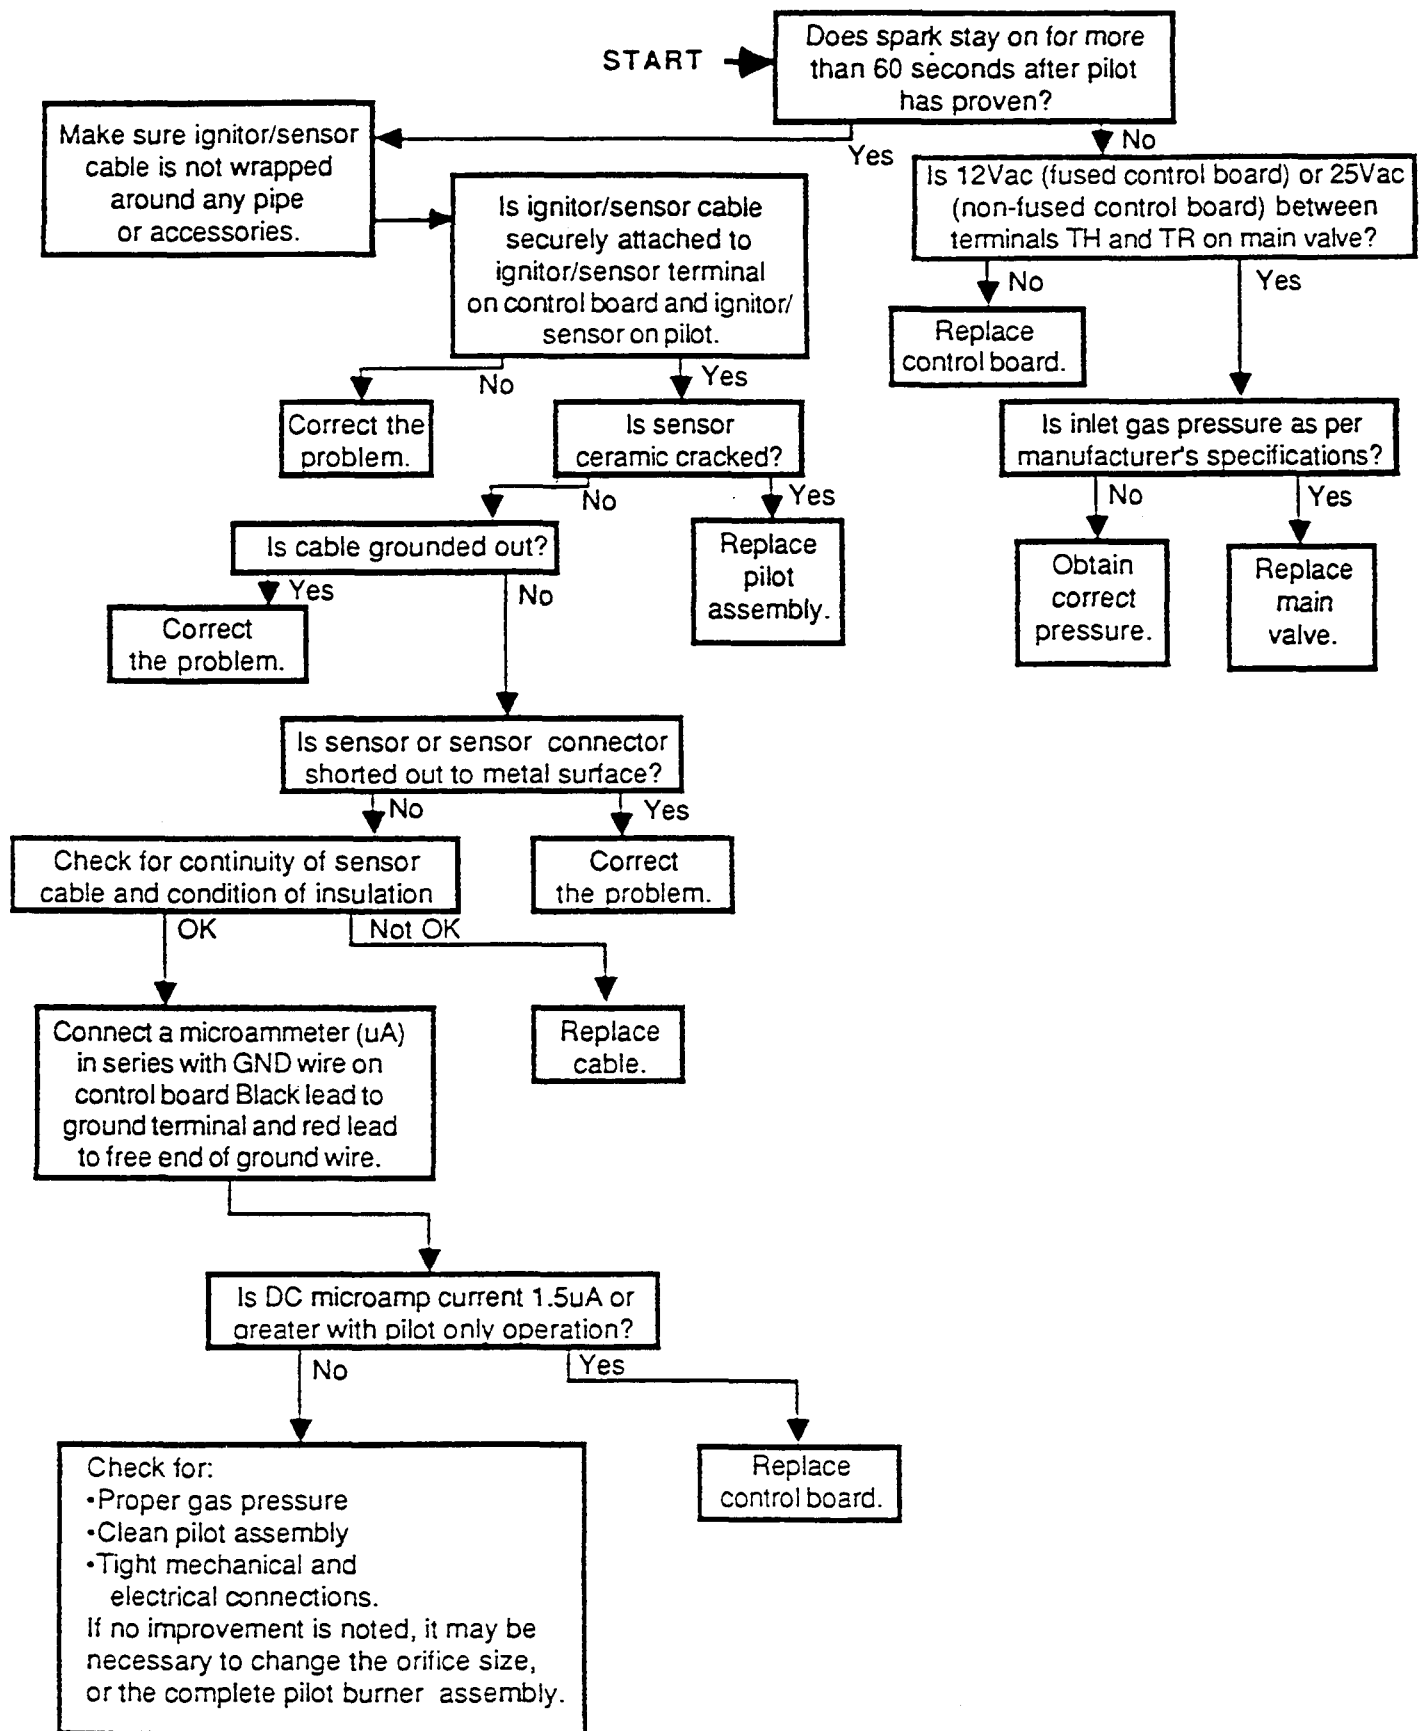 START
Does spark stay on for more
than 60 seconds after pilot
has proven?
Yes
No
Make sure ignitor/sensor
cable is not wrapped
around any pipe
or accessories.
Is 12Vac (fused control board) or 25Vac
(non-fused control board) between
terminals TH and TR on main valve?
Is ignitor/sensor cable
securely attached to
ignitor/sensor terminal
on control board and ignitor/
sensor on pilot.
No
Yes
Replace
control board.
No
Yes
Correct the
problem.
Is sensor
ceramic cracked?
Is inlet gas pressure as per
manufacturer's specifications?
No
Yes
No
Yes
Is cable grounded out?
Replace
pilot
assembly.
Obtain
correct
pressure.
Replace
main
valve.
Yes
No
Correct
the problem.
Is sensor or sensor connector
shorted out to metal surface?
No
Yes
Check for continuity of sensor
cable and condition of insulation
Correct
the problem.
OK
Not OK
Connect a microammeter (uA)
in series with GND wire on
control board Black lead to
ground terminal and red lead
to free end of ground wire.
Replace
cable.
Is DC microamp current 1.5uA or
greater with pilot only operation?
No
Yes
Check for:
•Proper gas pressure
•Clean pilot assembly
•Tight mechanical and
electrical connections.
If no improvement is noted, it may be
necessary to change the orifice size,
or the complete pilot burner assembly.
Replace
control board.